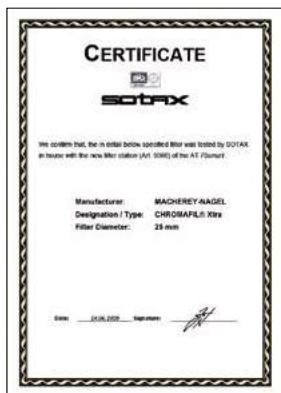 CERTIFICATE
SOTAX
We confirm that, the in detail below specified filter was tested by SOTAX
in house with the new filter station (Art. ) of the AT
Manufacturer: MACHEREY-NAGEL
Designation / Type: CHROMAFIL® Xtra
Filter Diameter: 25 mm
Date: Signature: